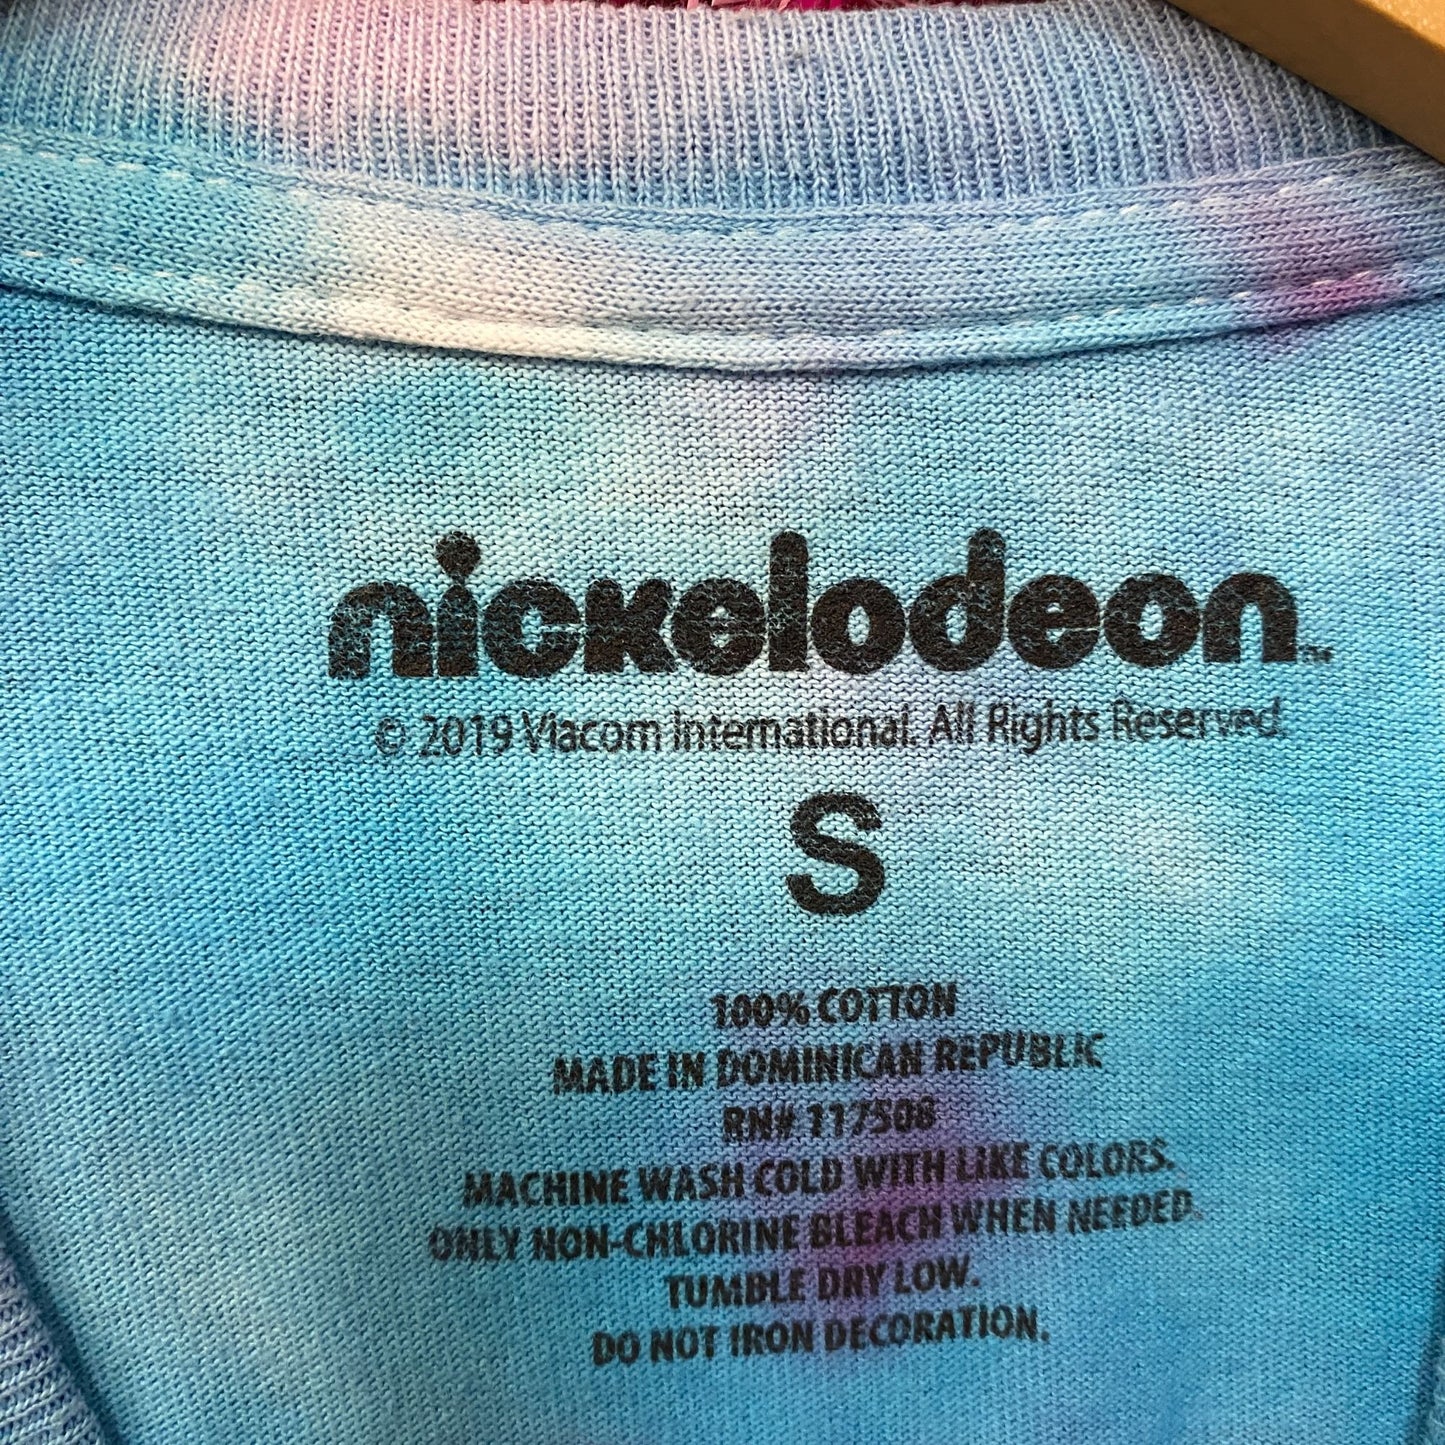 nickelodeon™
© 2019 Viacom International. All Rights Reserved.
S
100% COTTON
MADE IN DOMINICAN REPUBLIC
RN# 117508
MACHINE WASH COLD WITH LIKE COLORS.
ONLY NON-CHLORINE BLEACH WHEN NEEDED.
TUMBLE DRY LOW.
DO NOT IRON DECORATION.